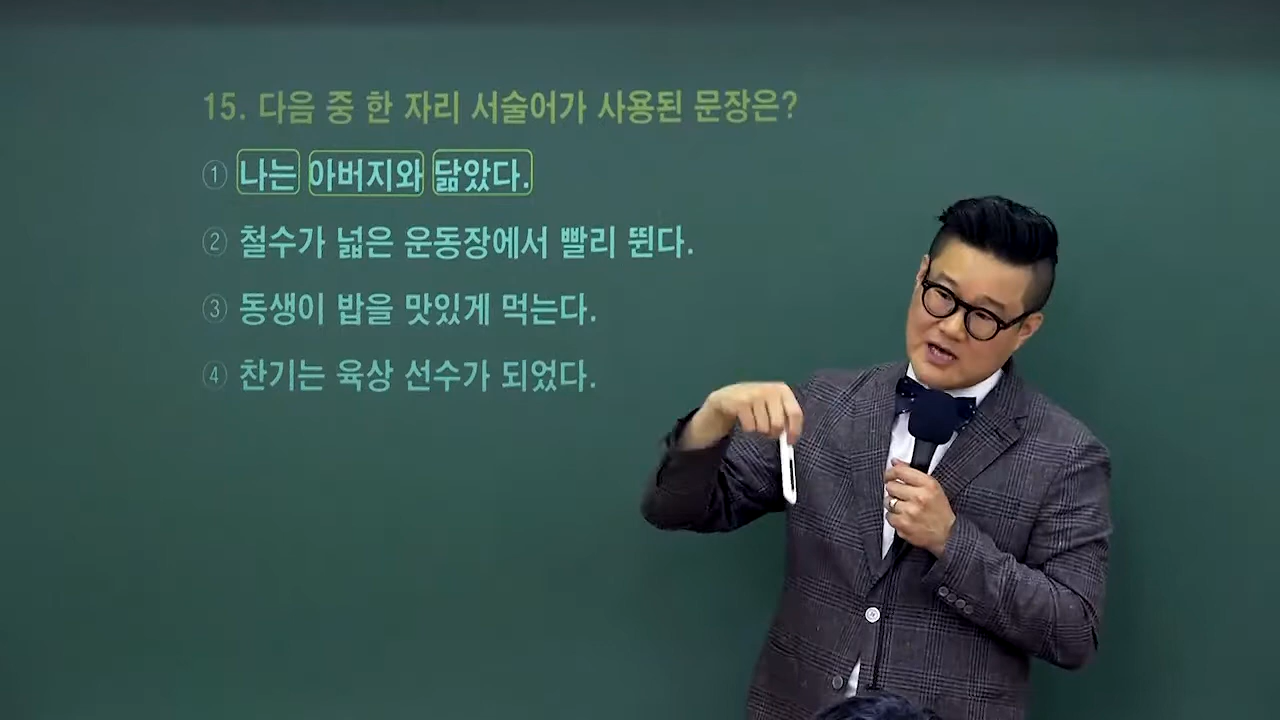 15. 다음 중 한 자리 서술어가 사용된 문장은?
① 나는 아버지와 닮았다.
② 철수가 넓은 운동장에서 빨리 뛴다.
③ 동생이 밥을 맛있게 먹는다.
④ 찬기는 육상 선수가 되었다.